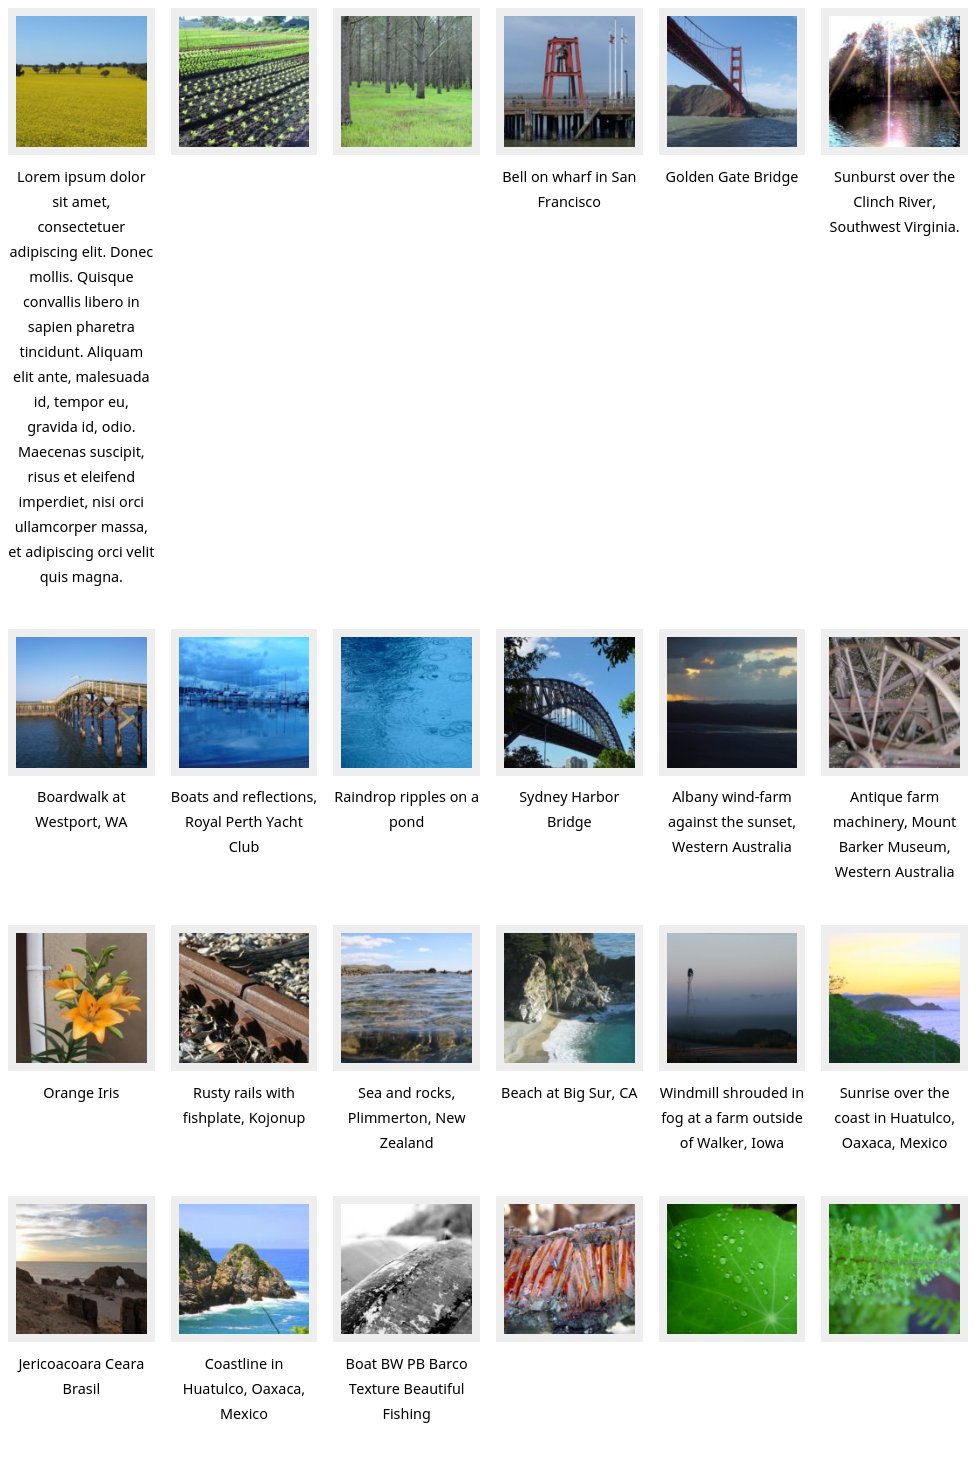 Lorem ipsum dolor
sit amet,
consectetuer
adipiscing elit. Donec
mollis. Quisque
convallis libero in
sapien pharetra
tincidunt. Aliquam
elit ante, malesuada
id, tempor eu,
gravida id, odio.
Maecenas suscipit,
risus et eleifend
imperdiet, nisi orci
ullamcorper massa,
et adipiscing orci velit
quis magna.
Bell on wharf in San
Francisco
Golden Gate Bridge
Sunburst over the
Clinch River,
Southwest Virginia.
Boardwalk at
Westport, WA
Boats and reflections,
Royal Perth Yacht
Club
Raindrop ripples on a
pond
Sydney Harbor
Bridge
Albany wind-farm
against the sunset,
Western Australia
Antique farm
machinery, Mount
Barker Museum,
Western Australia
Orange Iris
Rusty rails with
fishplate, Kojonup
Sea and rocks,
Plimmerton, New
Zealand
Beach at Big Sur, CA
Windmill shrouded in
fog at a farm outside
of Walker, Iowa
Sunrise over the
coast in Huatulco,
Oaxaca, Mexico
Jericoacoara Ceara
Brasil
Coastline in
Huatulco, Oaxaca,
Mexico
Boat BW PB Barco
Texture Beautiful
Fishing